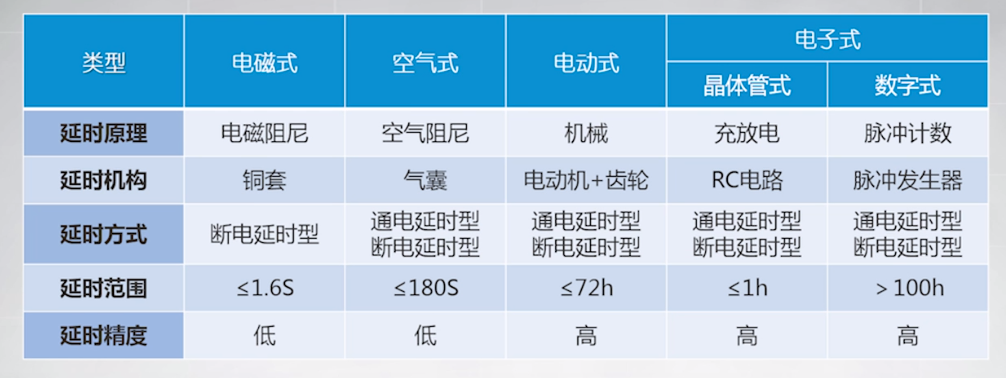 类型 电磁式 空气式 电动式 电子式
晶体管式 数字式
延时原理 电磁阻尼 空气阻尼 机械 充放电 脉冲计数
延时机构 铜套 气囊 电动机+齿轮 RC电路 脉冲发生器
延时方式 断电延时型 通电延时型 断电延时型 通电延时型 断电延时型 通电延时型 断电延时型 通电延时型 断电延时型
延时范围 ≤1.6S ≤180S ≤72h ≤1h >100h
延时精度 低 低 高 高 高